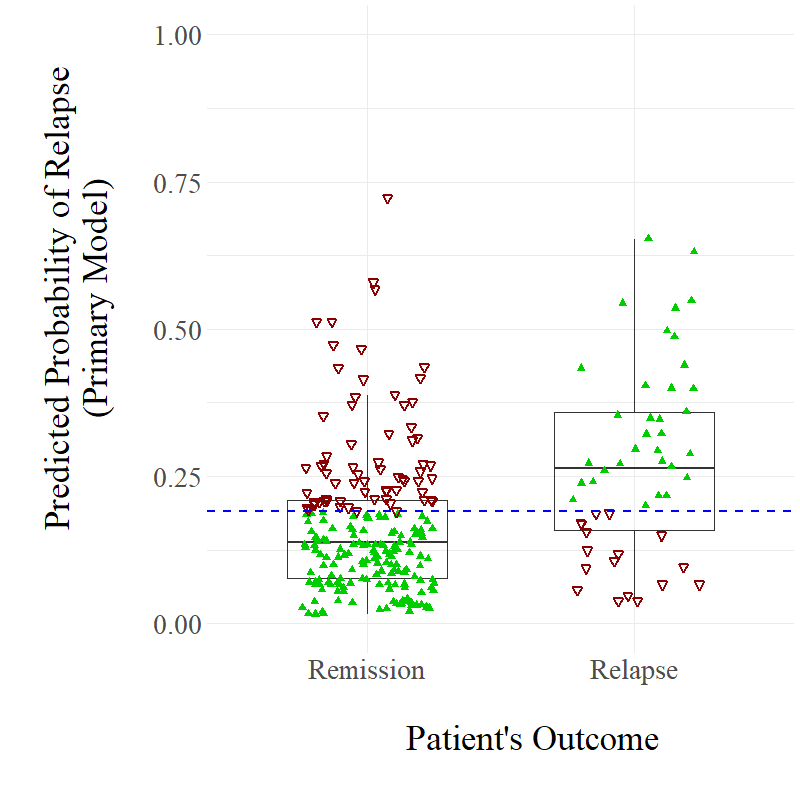 Predicted Probability of Relapse
(Primary Model)
1.00
0.75
0.50
0.25
0.00
Remission
Relapse
Patient's Outcome